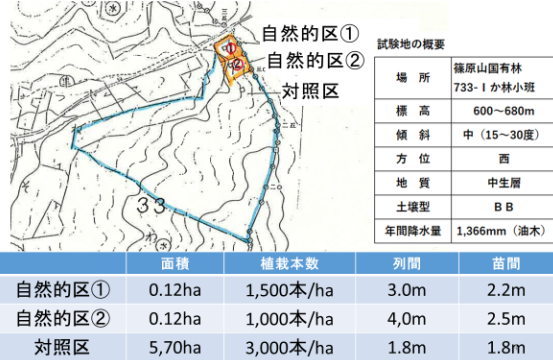 自然的区①
自然的区②
対照区
①
②
33
試験地の概要
場 所 篠原山国有林
733-Ⅰか林小班
標 高 600～680m
傾 斜 中（15～30度）
方 位 西
地 質 中生層
土壌型 ＢＢ
年間降水量 1,366mm（油木）
面積 植栽本数 列間 苗間
自然的区① 0.12ha 1,500本/ha 3.0m 2.2m
自然的区② 0.12ha 1,000本/ha 4,0m 2.5m
対照区 5,70ha 3,000本/ha 1.8m 1.8m